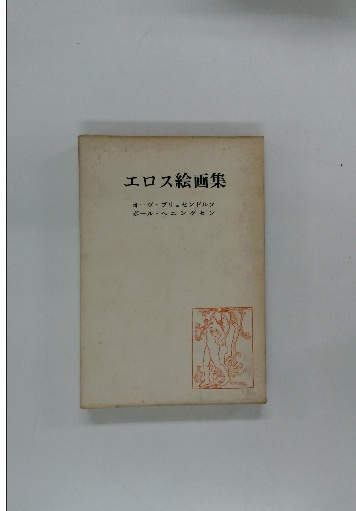 エロス絵画集
オーヴ・ブリュセンドルフ
ポール・ヘニングセン